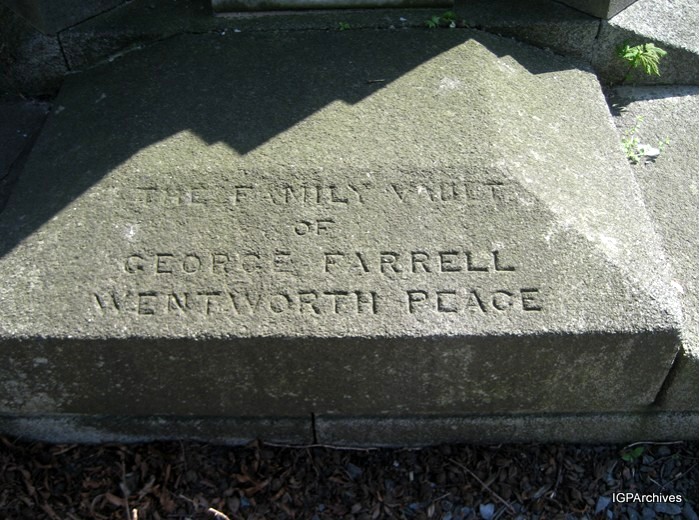 THE FAMILY VAULT
OF
GEORGE FARRELL
WENTWORTH PLACE
IGPArchives